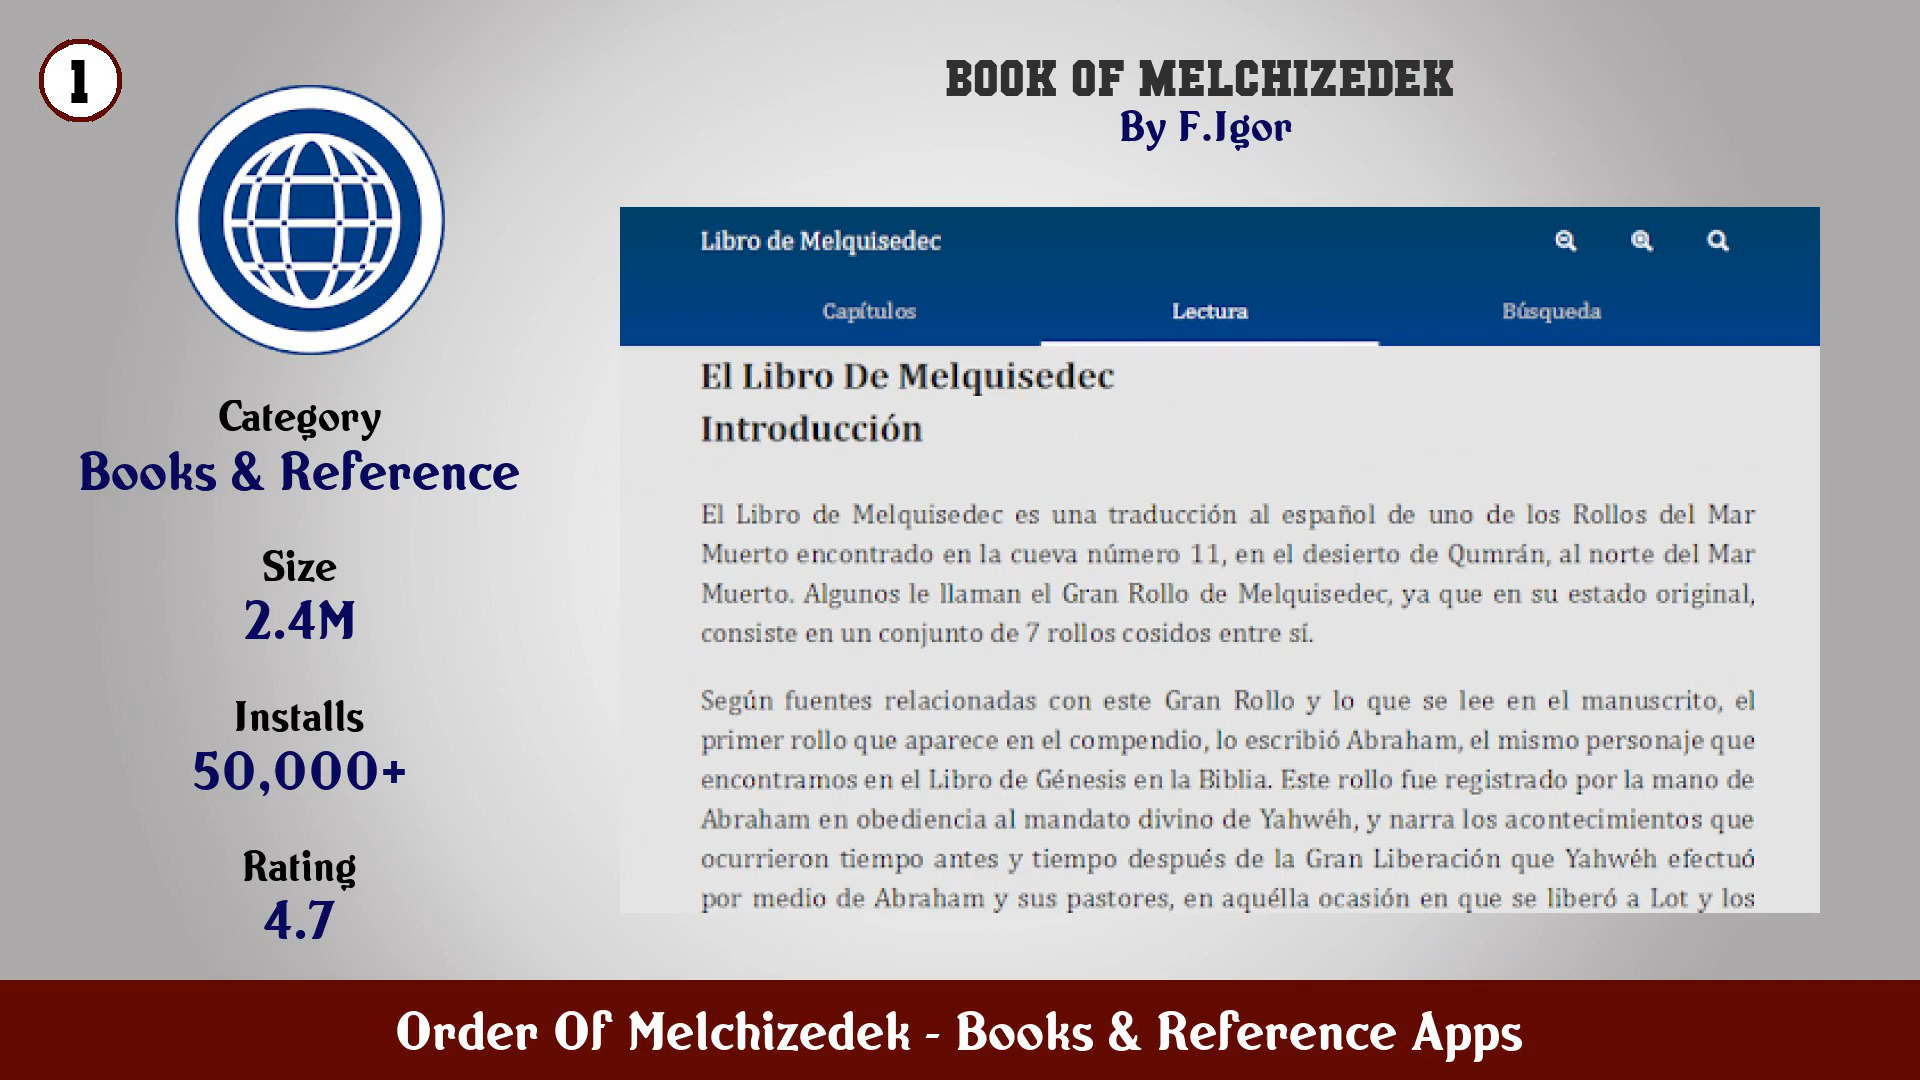 1
BOOK OF MELCHIZEDEK
By F.Igor
Category
Books & Reference
Size
2.4M
Installs
50,000+
Rating
4.7
Libro de Melquisedec
Capítulos Lectura Búsqueda
El Libro De Melquisedec
Introducción
El Libro de Melquisedec es una traducción al español de uno de los Rollos del Mar
Muerto encontrado en la cueva número 11, en el desierto de Qumrán, al norte del Mar
Muerto. Algunos le llaman el Gran Rollo de Melquisedec, ya que en su estado original,
consiste en un conjunto de 7 rollos cosidos entre sí.
Según fuentes relacionadas con este Gran Rollo y lo que se lee en el manuscrito, el
primer rollo que aparece en el compendio, lo escribió Abraham, el mismo personaje que
encontramos en el Libro de Génesis en la Biblia. Este rollo fue registrado por la mano de
Abraham en obediencia al mandato divino de Yahwéh, y narra los acontecimientos que
ocurrieron tiempo antes y tiempo después de la Gran Liberación que Yahwéh efectuó
por medio de Abraham y sus pastores, en aquélla ocasión en que se liberó a Lot y los
Order Of Melchizedek - Books & Reference Apps